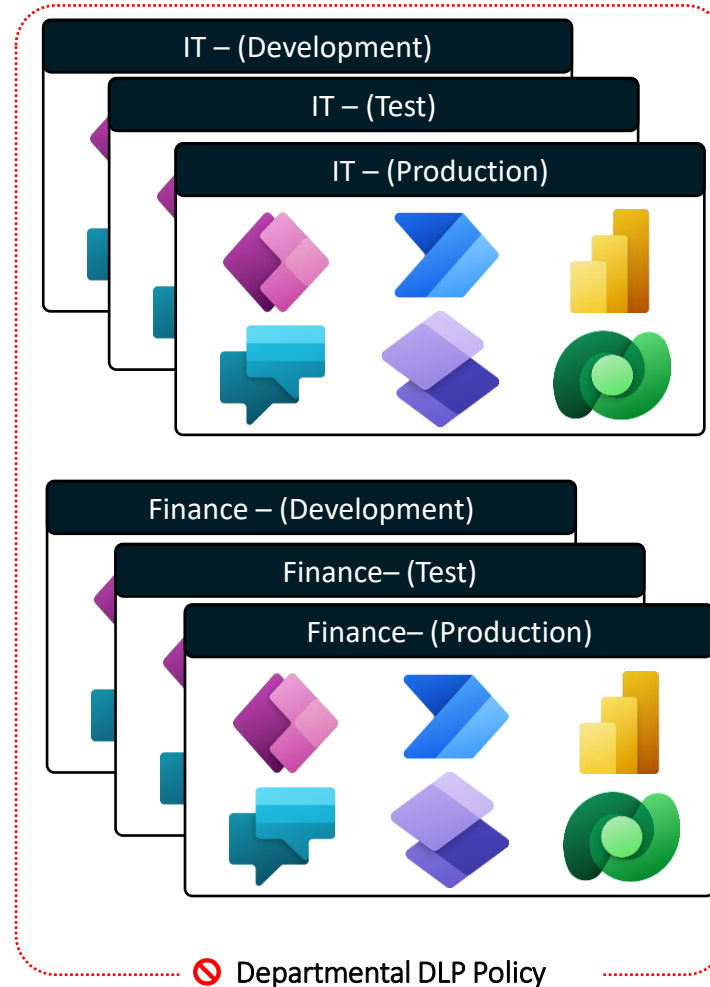 IT – (Development)
IT – (Test)
IT – (Production)
Finance – (Development)
Finance– (Test)
Finance– (Production)
Departmental DLP Policy